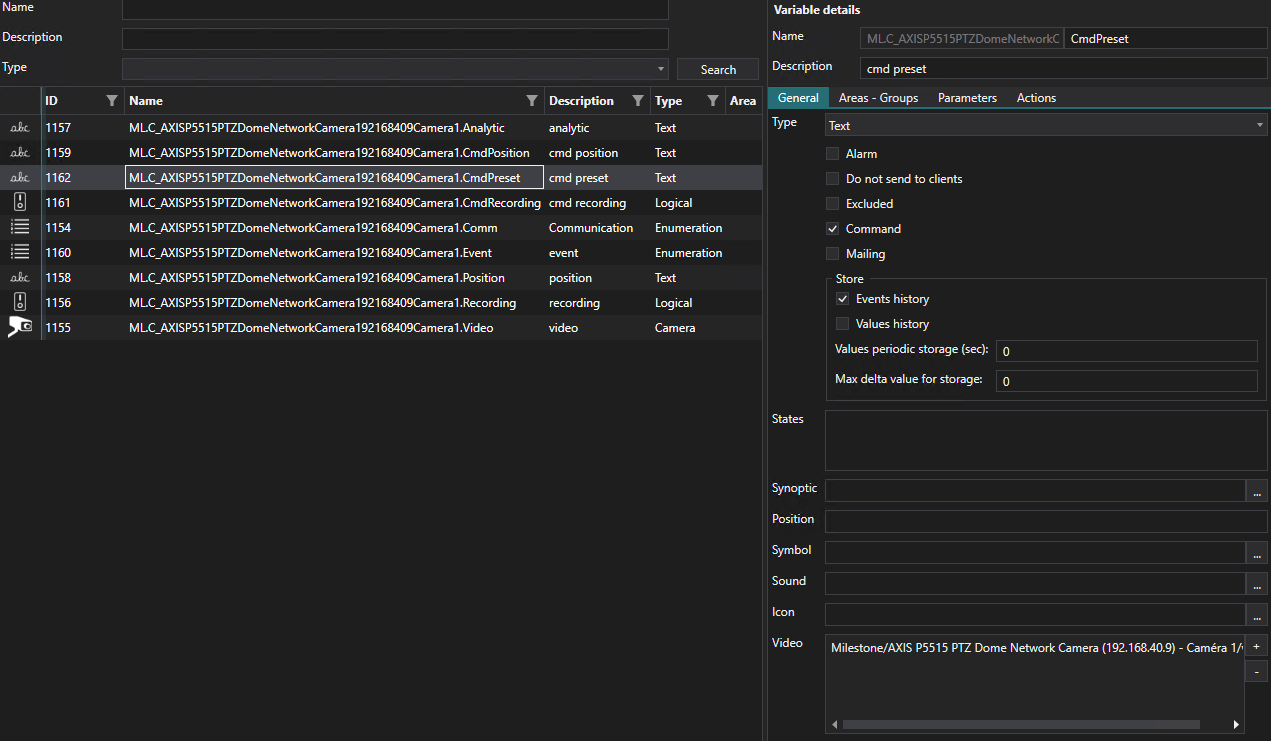 Name
Description
Type
Search
ID Name Description Type Area
abc 1157 MLC_AXISP5515PTZDomeNetworkCamera192168409Camera1.Analytic analytic Text
abc 1159 MLC_AXISP5515PTZDomeNetworkCamera192168409Camera1.CmdPosition cmd position Text
abc 1162 MLC_AXISP5515PTZDomeNetworkCamera192168409Camera1.CmdPreset cmd preset Text
1161 MLC_AXISP5515PTZDomeNetworkCamera192168409Camera1.CmdRecording cmd recording Logical
1154 MLC_AXISP5515PTZDomeNetworkCamera192168409Camera1.Comm Communication Enumeration
1160 MLC_AXISP5515PTZDomeNetworkCamera192168409Camera1.Event event Enumeration
abc 1158 MLC_AXISP5515PTZDomeNetworkCamera192168409Camera1.Position position Text
1156 MLC_AXISP5515PTZDomeNetworkCamera192168409Camera1.Recording recording Logical
1155 MLC_AXISP5515PTZDomeNetworkCamera192168409Camera1.Video video Camera
Variable details
Name MLC_AXISP5515PTZDomeNetworkC CmdPreset
Description cmd preset
General Areas - Groups Parameters Actions
Type Text
Alarm
Do not send to clients
Excluded
Command
Mailing
Store
Events history
Values history
Values periodic storage (sec): 0
Max delta value for storage: 0
States
Synoptic ...
Position
Symbol ...
Sound ...
Icon ...
Video Milestone/AXIS P5515 PTZ Dome Network Camera (192.168.40.9) - Caméra 1/ +
-